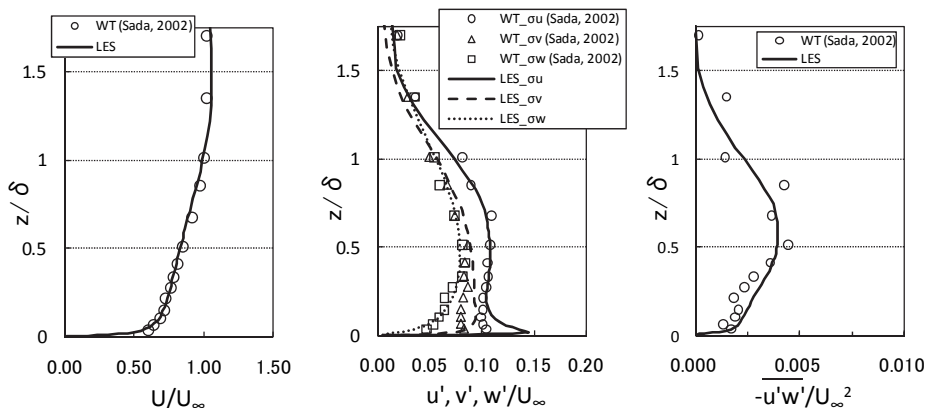 WT (Sada, 2002)
LES
1.5
1
0.5
0
0.00 0.50 1.00 1.50
z/δ
U/U∞
WT_σu (Sada, 2002)
WT_σv (Sada, 2002)
WT_σw (Sada, 2002)
LES_σu
LES_σv
LES_σw
1.5
1
0.5
0
0.00 0.05 0.10 0.15 0.20
z/δ
u', v', w'/U∞
WT (Sada, 2002)
LES
1.5
1
0.5
0
0.000 0.005 0.010
z/δ
-u'w'/U∞²